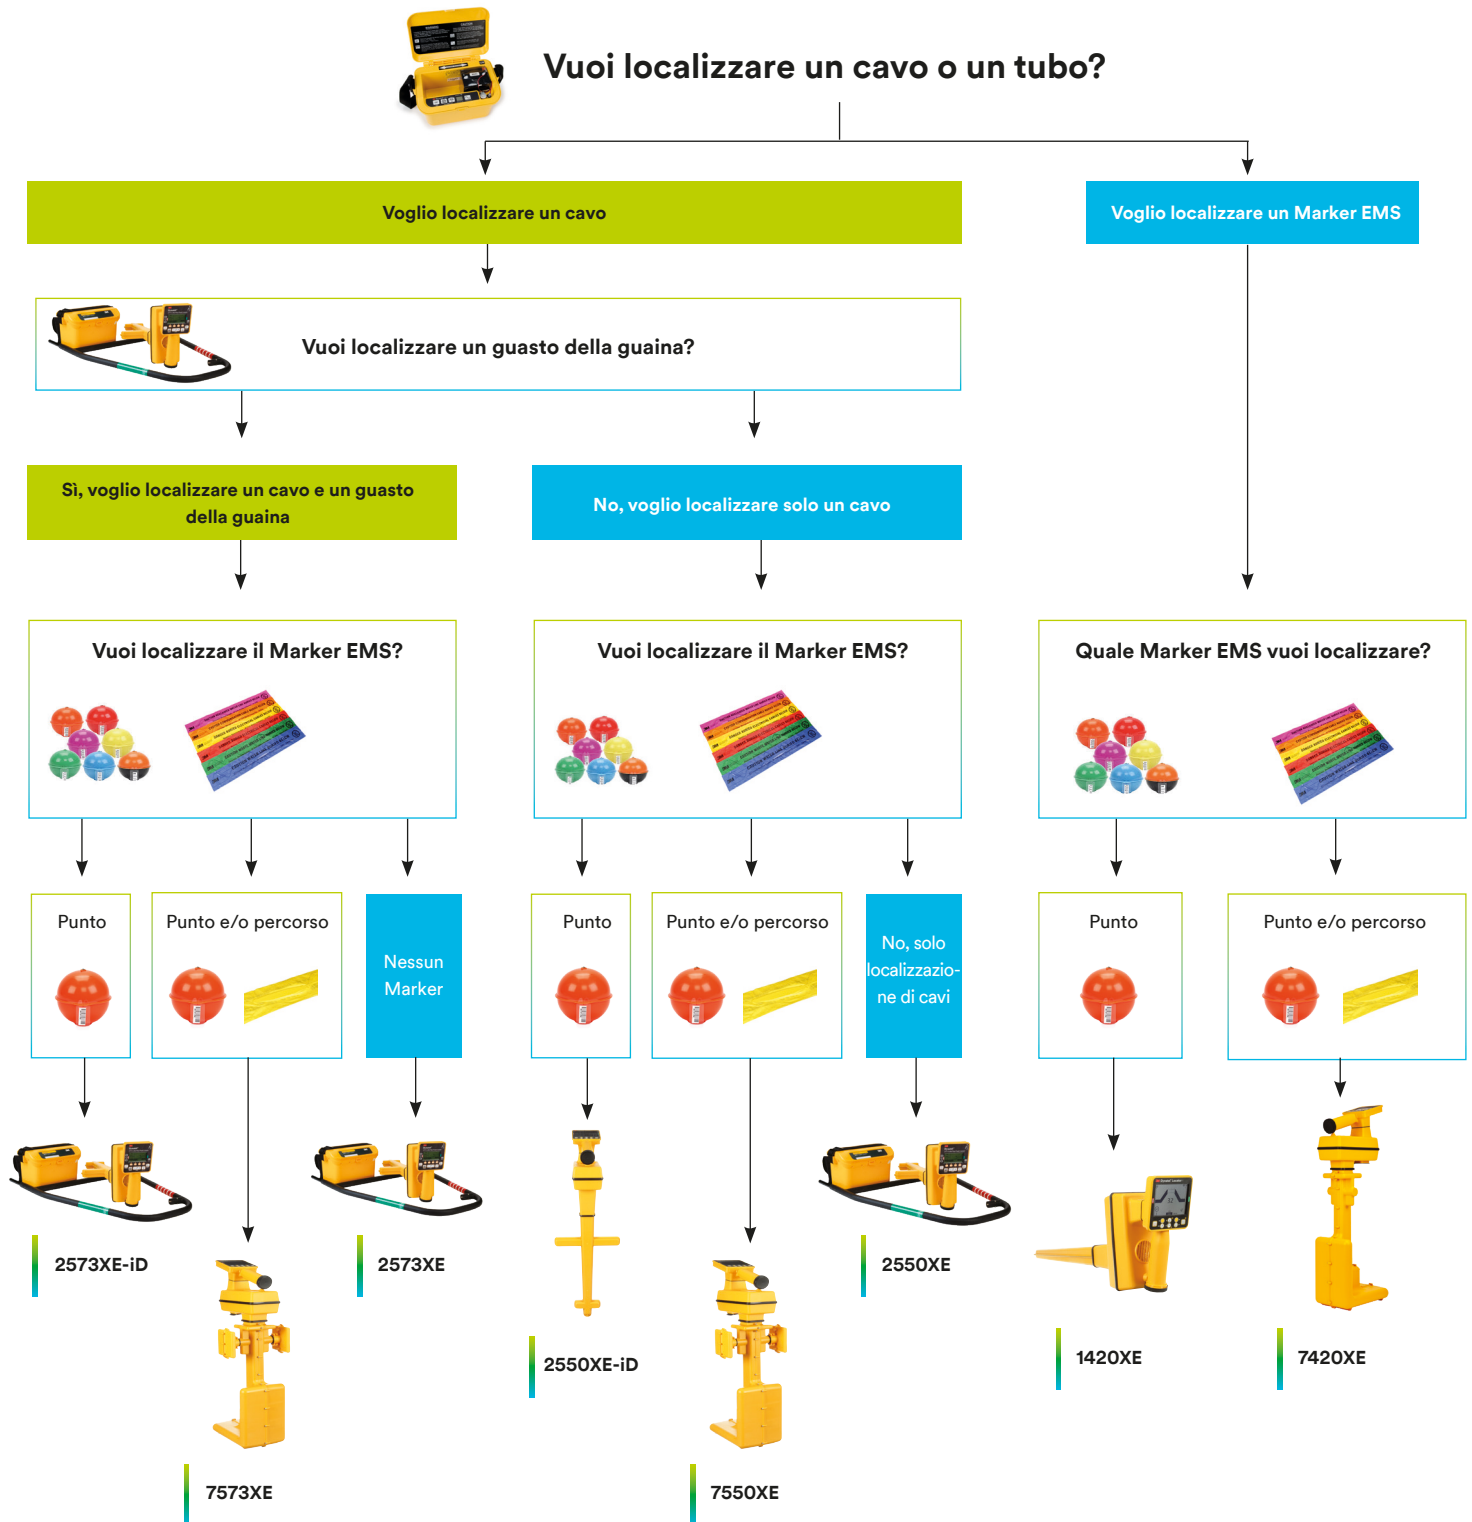 Vuoi localizzare un cavo o un tubo?
Voglio localizzare un cavo
Voglio localizzare un Marker EMS
Vuoi localizzare un guasto della guaina?
Sì, voglio localizzare un cavo e un guasto
della guaina
No, voglio localizzare solo un cavo
Vuoi localizzare il Marker EMS?
Vuoi localizzare il Marker EMS?
Quale Marker EMS vuoi localizzare?
Punto
Punto e/o percorso
Nessun
Marker
Punto
Punto e/o percorso
No, solo
localizzazio-
ne di cavi
Punto
Punto e/o percorso
2573XE-iD
7573XE
2573XE
2550XE-iD
7550XE
2550XE
1420XE
7420XE